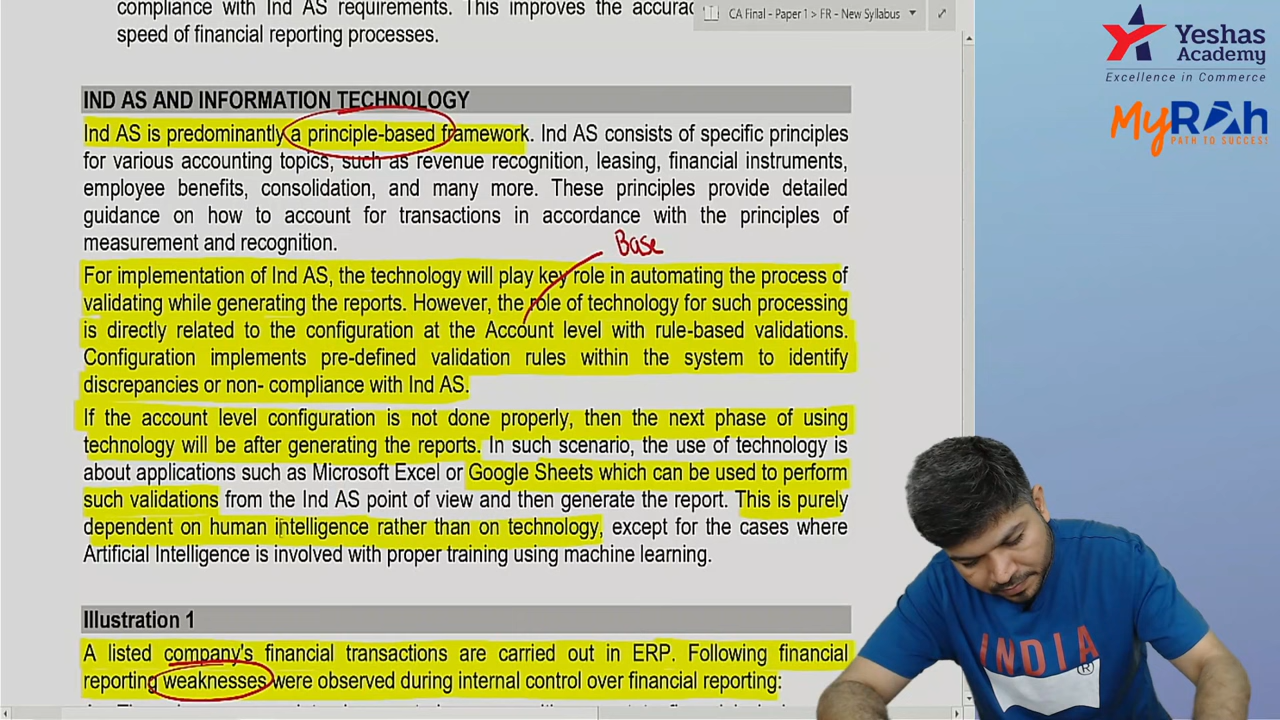 compliance with Ind AS requirements. This improves the accurac
speed of financial reporting processes.
CA Final - Paper 1 > FR - New Syllabus
Yeshas
Academy
Excellence in Commerce
MyRAh
PATH TO SUCCESS
IND AS AND INFORMATION TECHNOLOGY
Ind AS is predominantly a principle-based framework. Ind AS consists of specific principles
for various accounting topics, such as revenue recognition, leasing, financial instruments,
employee benefits, consolidation, and many more. These principles provide detailed
guidance on how to account for transactions in accordance with the principles of
measurement and recognition.
Base
For implementation of Ind AS, the technology will play key role in automating the process of
validating while generating the reports. However, the role of technology for such processing
is directly related to the configuration at the Account level with rule-based validations.
Configuration implements pre-defined validation rules within the system to identify
discrepancies or non- compliance with Ind AS.
If the account level configuration is not done properly, then the next phase of using
technology will be after generating the reports. In such scenario, the use of technology is
about applications such as Microsoft Excel or Google Sheets which can be used to perform
such validations from the Ind AS point of view and then generate the report. This is purely
dependent on human intelligence rather than on technology, except for the cases where
Artificial Intelligence is involved with proper training using machine learning.
Illustration 1
A listed company's financial transactions are carried out in ERP. Following financial
reporting weaknesses were observed during internal control over financial reporting:
INDIA